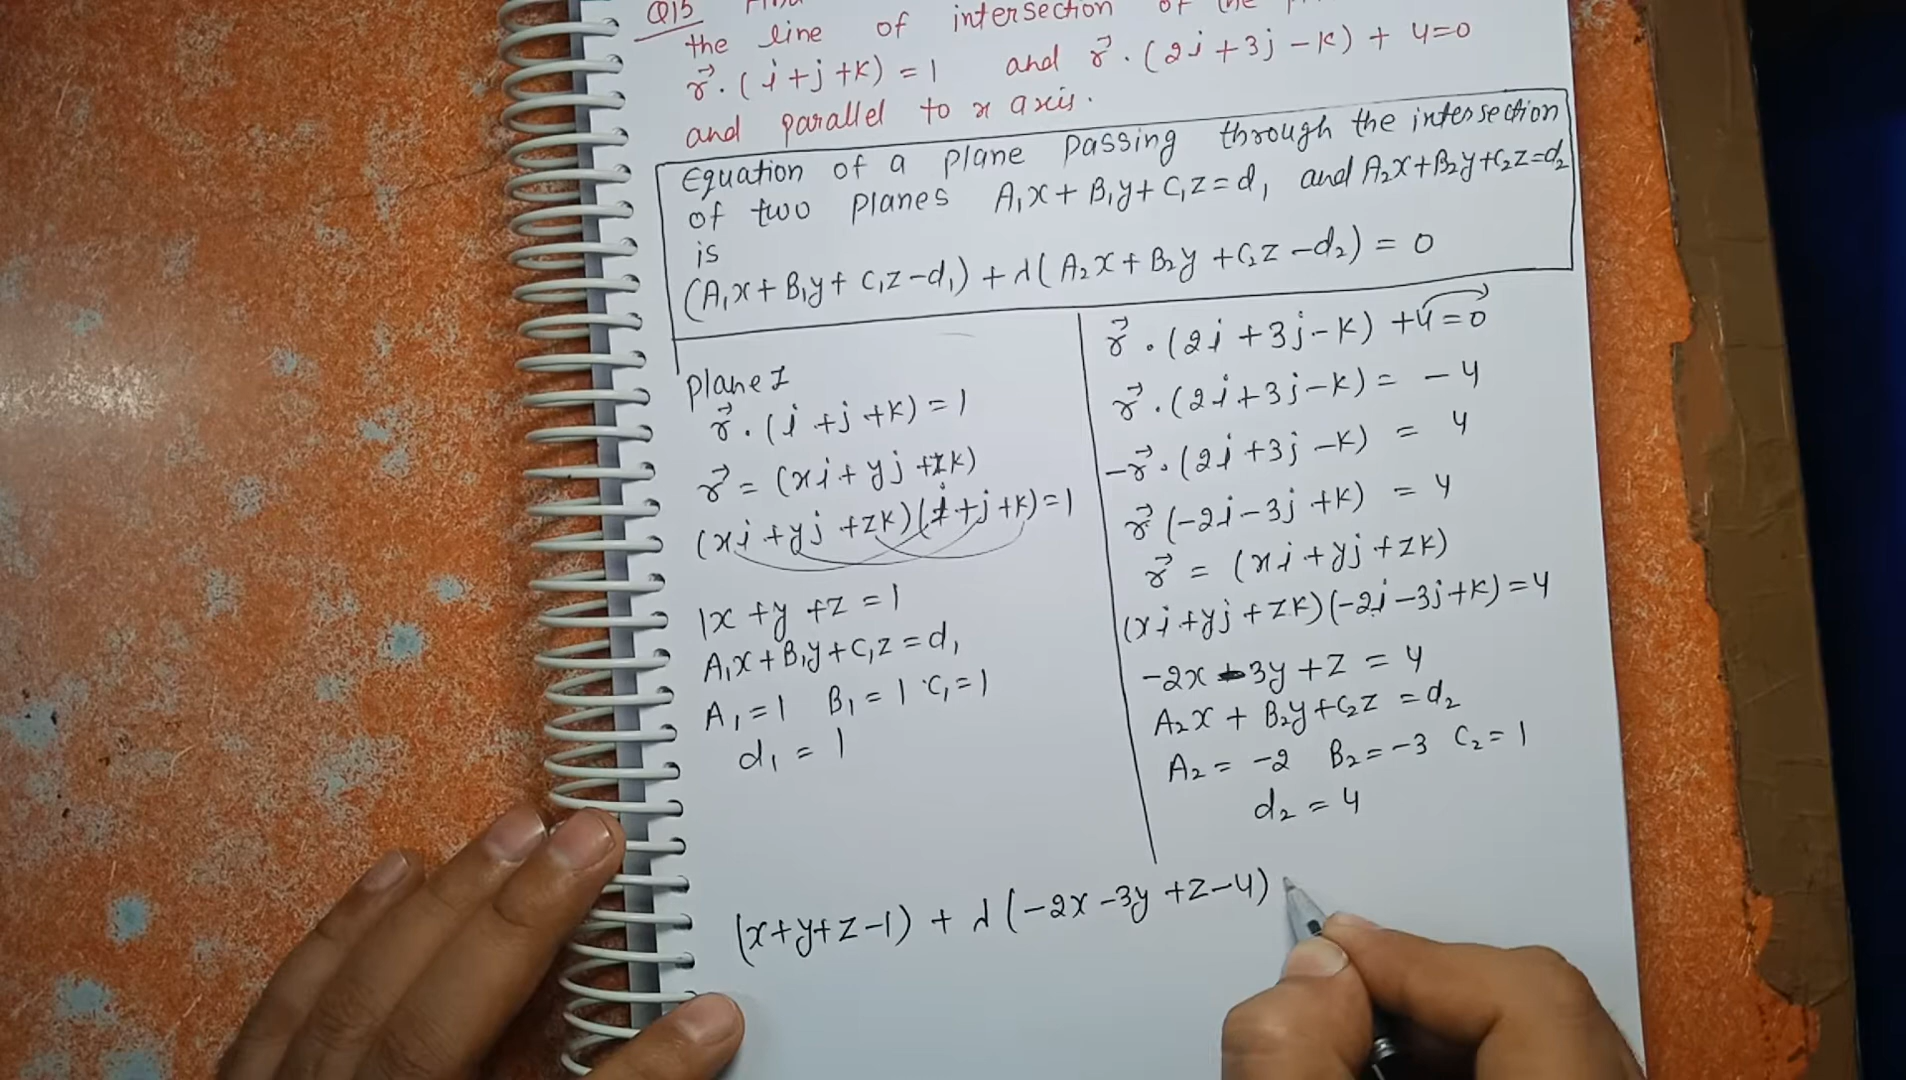 Q15
the line of intersection of the
r⃗.(i+j+k) = 1 and r⃗.(2i+3j-k) + 4=0
and parallel to x axis.
Equation of a plane passing through the intersection
of two planes A₁x+B₁y+C₁z=d₁ and A₂x+B₂y+C₂z=d₂
is
(A₁x+B₁y+C₁z-d₁)+λ(A₂x+B₂y+C₂z-d₂) = 0
plane I
r⃗.(i+j+k)=1
r⃗ = (xi+yj+zk)
(xi+yj+zk)(i+j+k)=1
1x+y+z=1
A₁x+B₁y+C₁z=d₁
A₁=1 B₁=1 C₁=1
d₁ = 1
r⃗.(2i+3j-k) +4=0
r⃗.(2i+3j-k) = -4
-r⃗.(2i+3j-k) = 4
r⃗(-2i-3j+k) = 4
r⃗ = (xi+yj+zk)
(xi+yj+zk)(-2i-3j+k)=4
-2x-3y+z=4
A₂x+B₂y+C₂z=d₂
A₂=-2 B₂=-3 C₂=1
d₂=4
(x+y+z-1) + λ(-2x-3y+z-4)